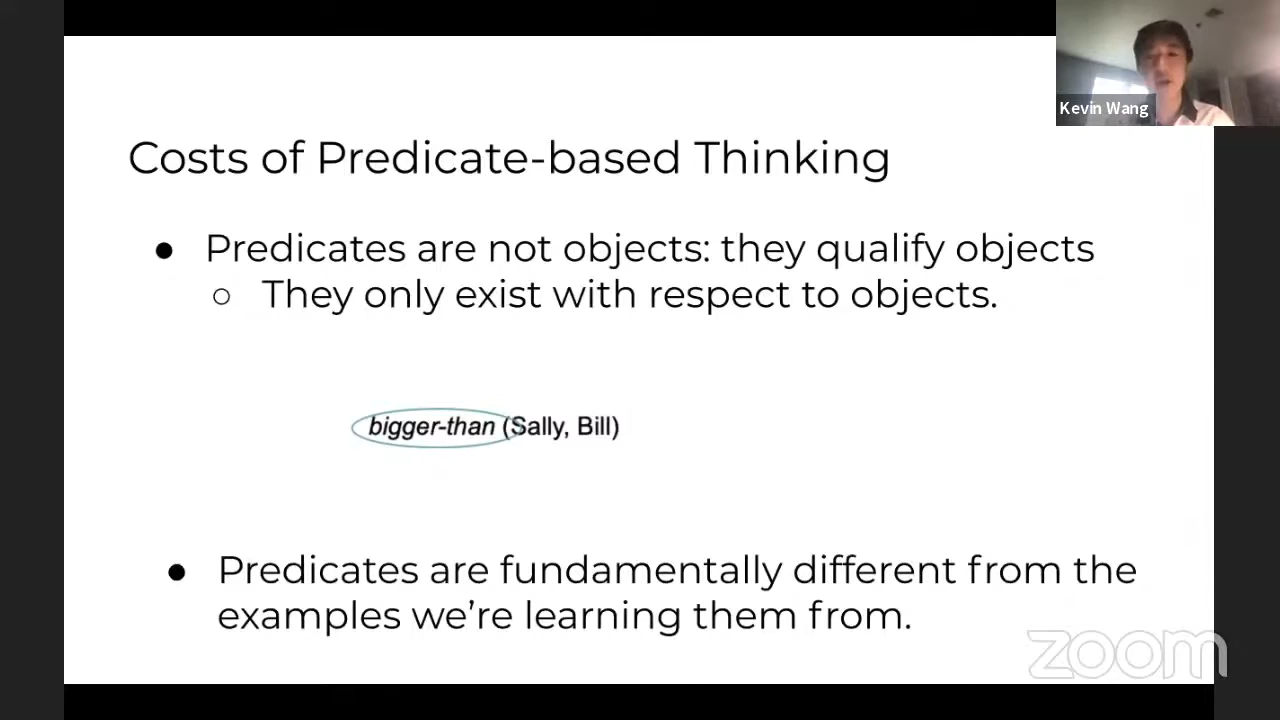 Kevin Wang
Costs of Predicate-based Thinking
● Predicates are not objects: they qualify objects
○ They only exist with respect to objects.
bigger-than (Sally, Bill)
● Predicates are fundamentally different from the
examples we’re learning them from.
zoom